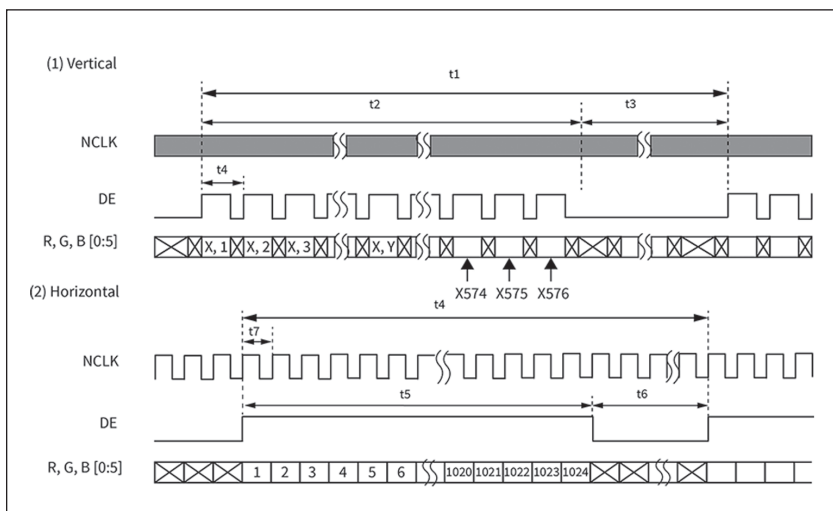 (1) Vertical
t1
t2
t3
NCLK
t4
DE
R, G, B [0:5]
X, 1
X, 2
X, 3
X, Y
X574
X575
X576
(2) Horizontal
t4
t7
NCLK
t5
t6
DE
R, G, B [0:5]
1
2
3
4
5
6
1020
1021
1022
1023
1024